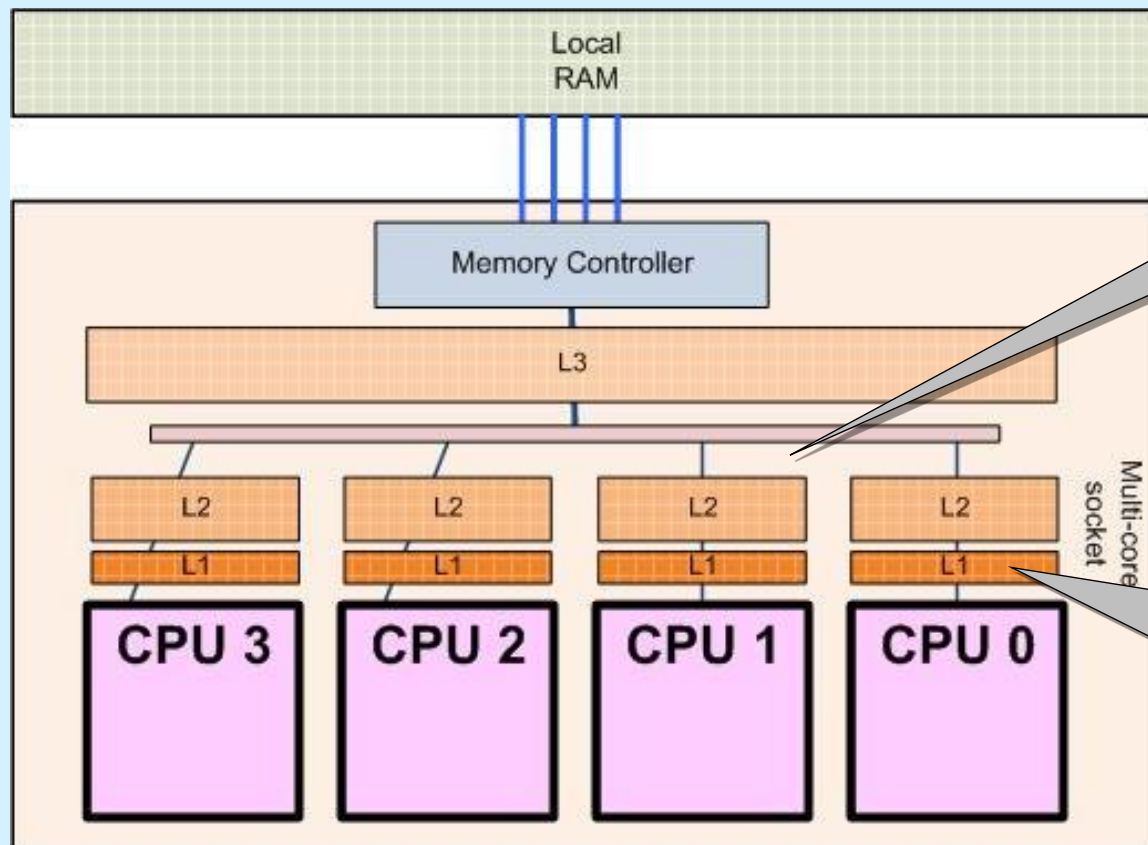 Local
RAM
Memory Controller
L3
L2 L2 L2 L2
L1 L1 L1 L1
CPU 3 CPU 2 CPU 1 CPU 0
Multi-core
socket